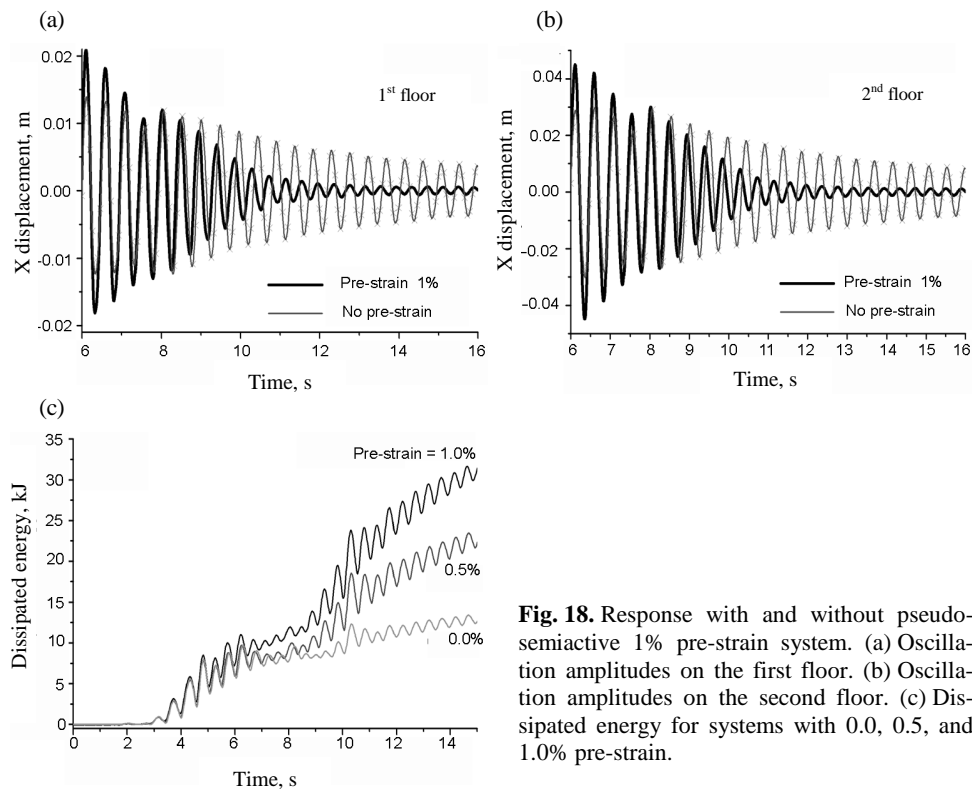 (a)
X displacement, m
0.02
0.01
0.00
-0.01
-0.02
1st floor
Pre-strain 1%
No pre-strain
6 7 8 9 10 11 12 13 14 15 16
Time, s
(b)
X displacement, m
0.04
0.02
0.00
-0.02
-0.04
2nd floor
Pre-strain 1%
No pre-strain
6 7 8 9 10 11 12 13 14 15 16
Time, s
(c)
Dissipated energy, kJ
35
30
25
20
15
10
5
0
Pre-strain = 1.0%
0.5%
0.0%
0 2 4 6 8 10 12 14
Time, s
Fig. 18. Response with and without pseudo-
semiactive 1% pre-strain system. (a) Oscilla-
tion amplitudes on the first floor. (b) Oscilla-
tion amplitudes on the second floor. (c) Dis-
sipated energy for systems with 0.0, 0.5, and
1.0% pre-strain.